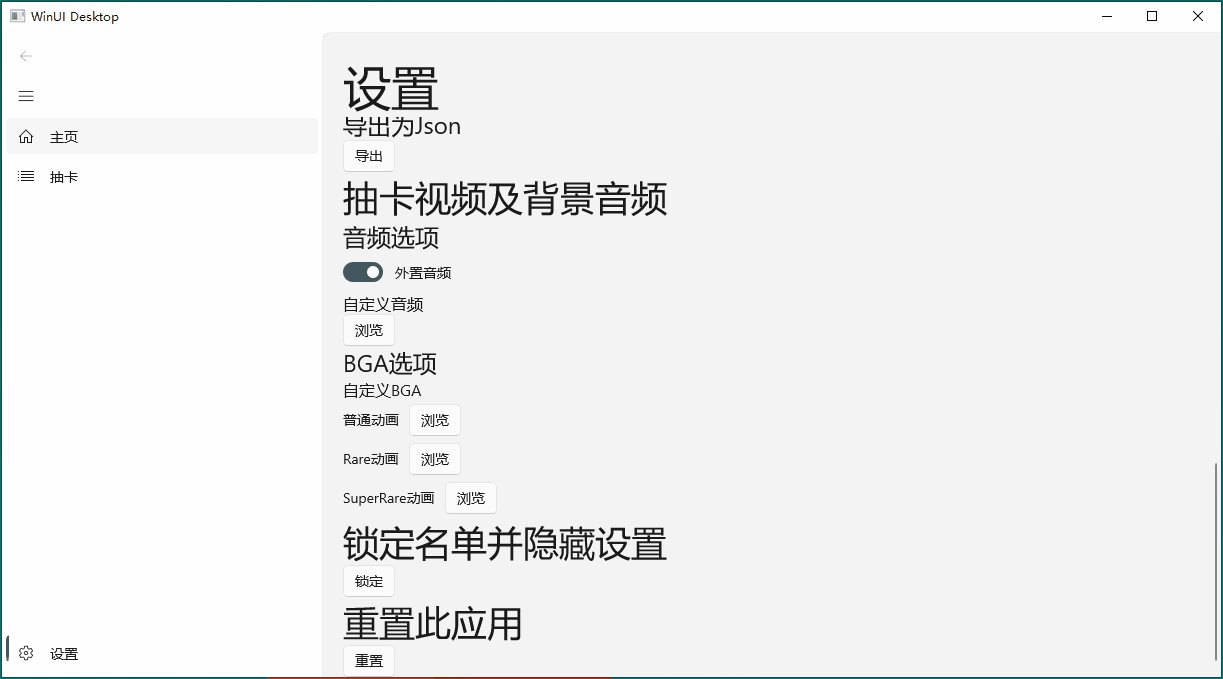 WinUI Desktop
主页
抽卡
设置
设置
导出为Json
导出
抽卡视频及背景音频
音频选项
外置音频
自定义音频
浏览
BGA选项
自定义BGA
普通动画 浏览
Rare动画 浏览
SuperRare动画 浏览
锁定名单并隐藏设置
锁定
重置此应用
重置